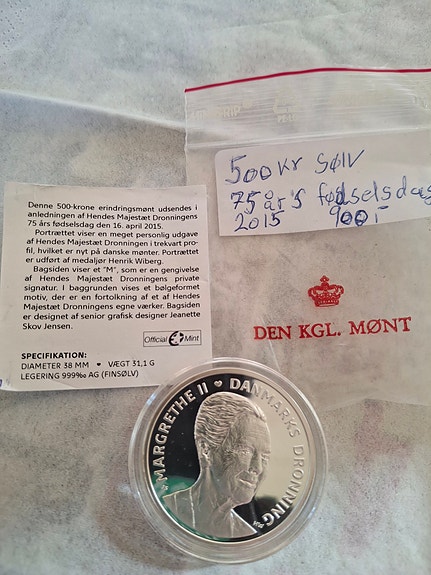 Denne 500-krone erindringsmønt udsendes i
anledningen af Hendes Majestæt Dronningens
75 års fødselsdag den 16. april 2015.
Portrættet viser en meget personlig udgave
af Hendes Majestæt Dronningen i trekvart pro
fil, hvilket er nyt på danske mønter. Portrættet
er udført af medaljør Henrik Wiberg.
Bagsiden viser et "M", som er en gengivelse
af Hendes Majestæt Dronningens private
signatur. I baggrunden vises et bølgeformet
motiv, der er en fortolkning af et af Hendes
Majestæt Dronningens egne værker. Bagsiden
er designet af senior grafisk designer Jeanette
Skov Jensen.
Official Mint
SPECIFIKATION:
DIAMETER 38 MM • VÆGT 31,1 G
LEGERING 999‰ AG (FINSØLV)
500 kr sølv
75 år's fødselsdag
2015 900,-
DEN KGL. MØNT
MARGRETHE II ♥ DANMARKS DRONNING